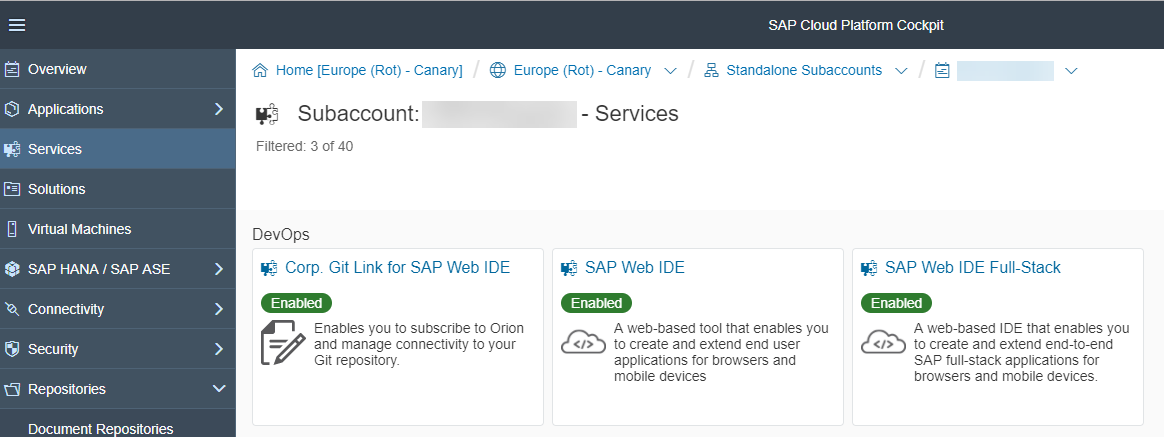 SAP Cloud Platform Cockpit
Overview
Applications
Services
Solutions
Virtual Machines
SAP HANA / SAP ASE
Connectivity
Security
Repositories
Document Repositories
Home [Europe (Rot) - Canary] / Europe (Rot) - Canary / Standalone Subaccounts /
Subaccount: - Services
Filtered: 3 of 40
DevOps
Corp. Git Link for SAP Web IDE
Enabled
Enables you to subscribe to Orion
and manage connectivity to your
Git repository.
SAP Web IDE
Enabled
A web-based tool that enables you
to create and extend end user
applications for browsers and
mobile devices
SAP Web IDE Full-Stack
Enabled
A web-based IDE that enables you
to create and extend end-to-end
SAP full-stack applications for
browsers and mobile devices.